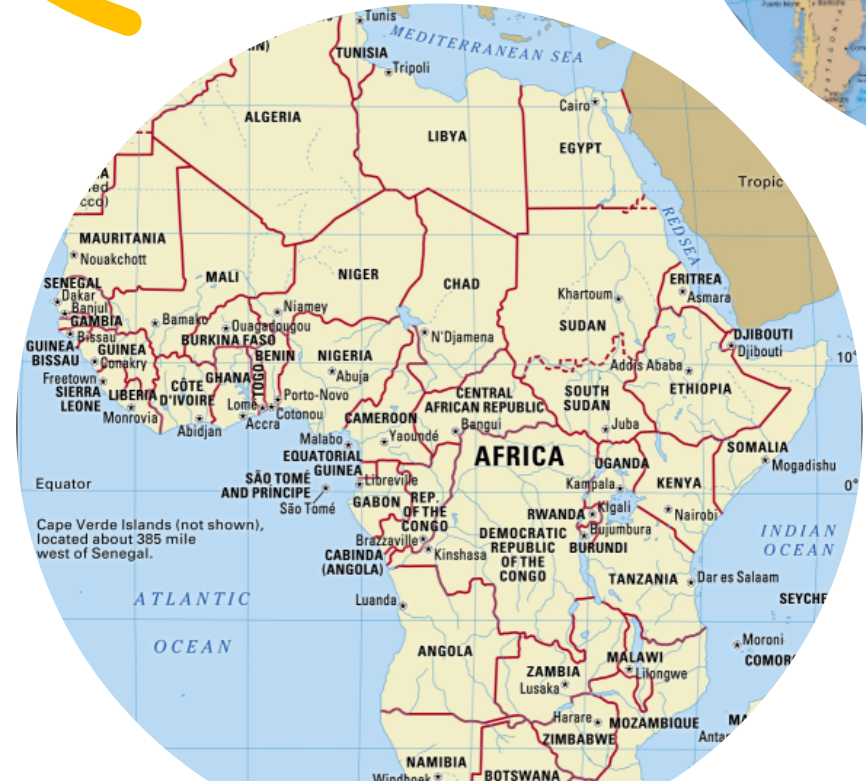 Tunis
MEDITERRANEAN SEA
TUNISIA
Tripoli
ALGERIA
LIBYA
Cairo
EGYPT
Tropic
RED SEA
MAURITANIA
Nouakchott
MALI
NIGER
CHAD
SENEGAL
Dakar
Banjul
GAMBIA
Bissau
GUINEA
BISSAU
GUINEA
Conakry
Freetown
SIERRA
LEONE
LIBERIA
Monrovia
CÔTE
D'IVOIRE
Abidjan
Bamako
Ouagadougou
BURKINA FASO
Niamey
GHANA
TOGO
BENIN
Lomé
Accra
Porto-Novo
Cotonou
NIGERIA
Abuja
N'Djamena
Khartoum
SUDAN
ERITREA
Asmara
DJIBOUTI
Djibouti
10°
Addis Ababa
ETHIOPIA
SOUTH
SUDAN
Juba
CENTRAL
AFRICAN REPUBLIC
Bangui
CAMEROON
Yaoundé
Malabo
EQUATORIAL
GUINEA
AFRICA
SOMALIA
Mogadishu
UGANDA
Kampala
KENYA
Nairobi
Equator
0°
SÃO TOMÉ
AND PRÍNCIPE
São Tomé
Libreville
GABON
REP.
OF THE
CONGO
Brazzaville
Kinshasa
CABINDA
(ANGOLA)
RWANDA
Kigali
Bujumbura
BURUNDI
DEMOCRATIC
REPUBLIC
OF THE
CONGO
Cape Verde Islands (not shown),
located about 385 mile
west of Senegal.
INDIAN
OCEAN
TANZANIA
Dar es Salaam
SEYCHE
ATLANTIC
OCEAN
Luanda
ANGOLA
ZAMBIA
Lusaka
MALAWI
Lilongwe
Moroni
COMOR
Harare
MOZAMBIQUE
ZIMBABWE
MA
Antar
NAMIBIA
Windhoek
BOTSWANA